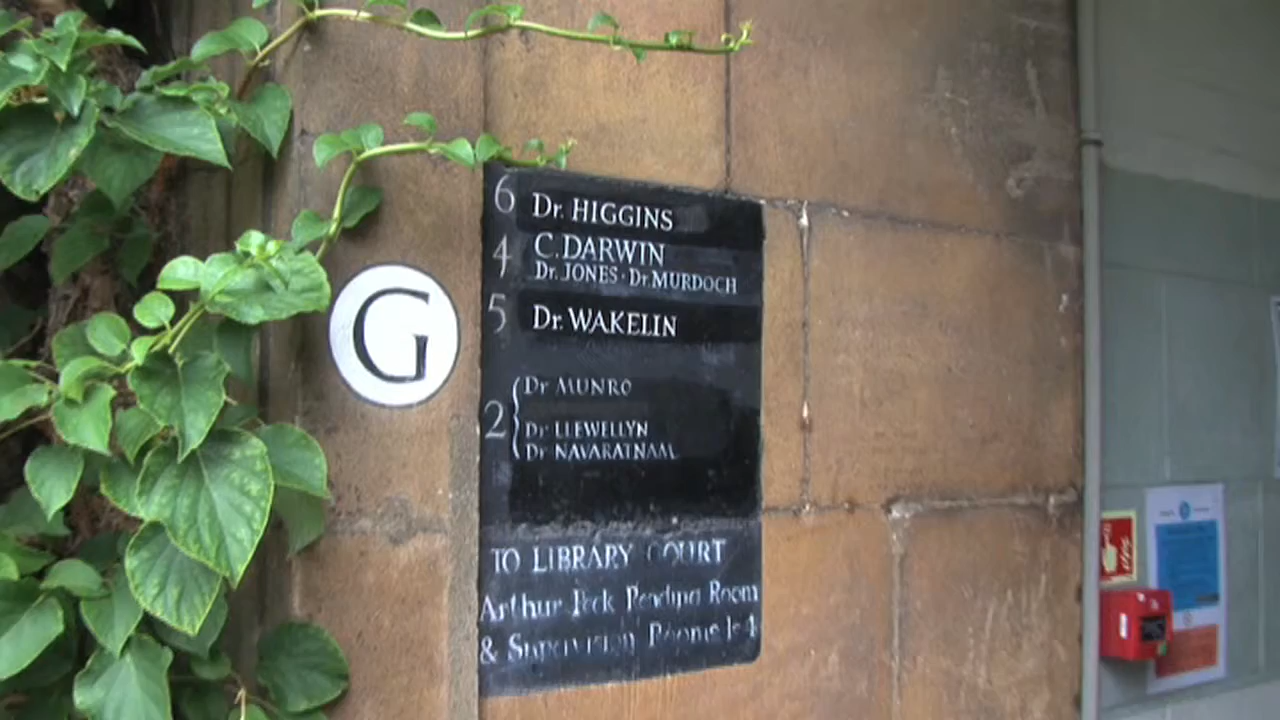 G
6 Dr. HIGGINS
4 C. DARWIN
Dr. JONES · Dr. MURDOCH
5 Dr. WAKELIN
2 Dr MUNRO
Dr LLEWELLYN
Dr NAVARATNAM
TO LIBRARY COURT
Arthur Peck Reading Room
& Supervision Rooms 1-4